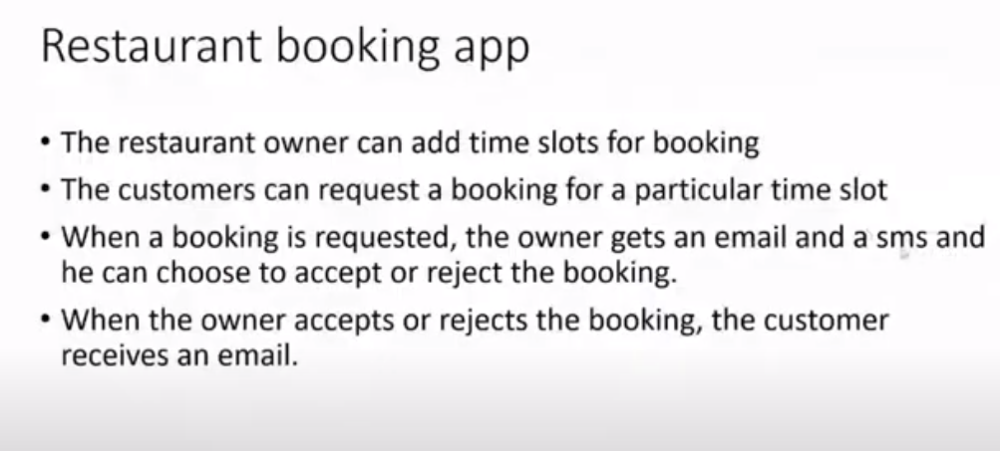 Restaurant booking app
• The restaurant owner can add time slots for booking
• The customers can request a booking for a particular time slot
• When a booking is requested, the owner gets an email and a sms and
he can choose to accept or reject the booking.
• When the owner accepts or rejects the booking, the customer
receives an email.